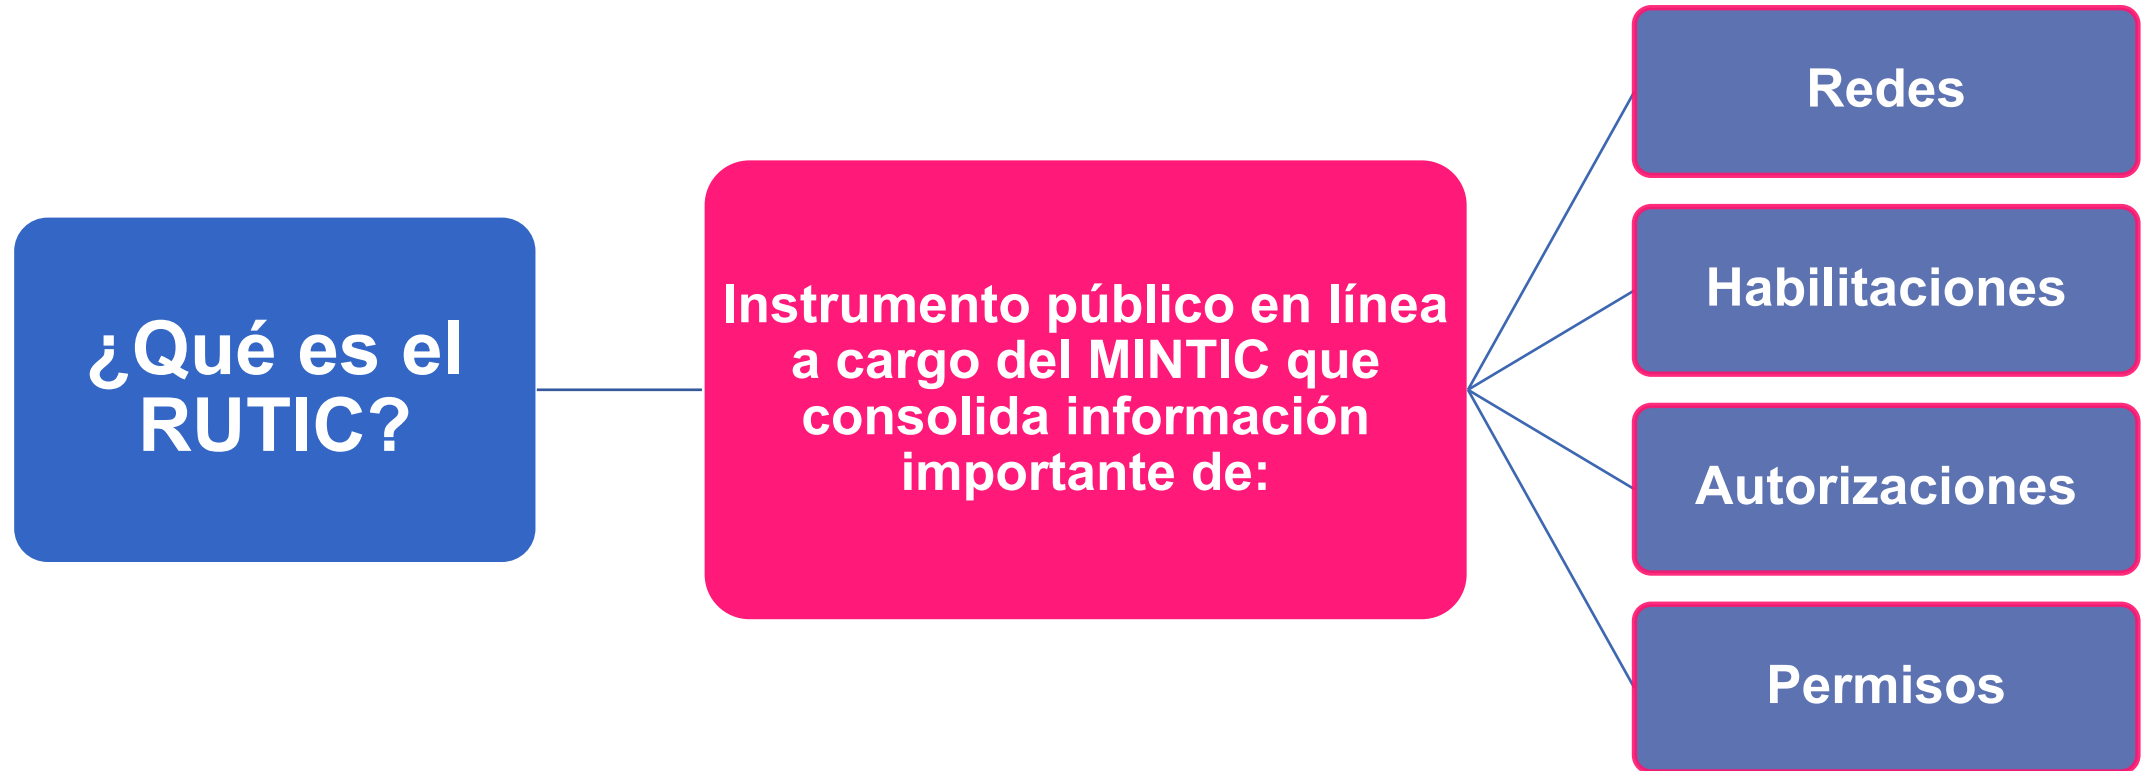 ¿Qué es el
RUTIC?
Instrumento público en línea
a cargo del MINTIC que
consolida información
importante de:
Redes
Habilitaciones
Autorizaciones
Permisos